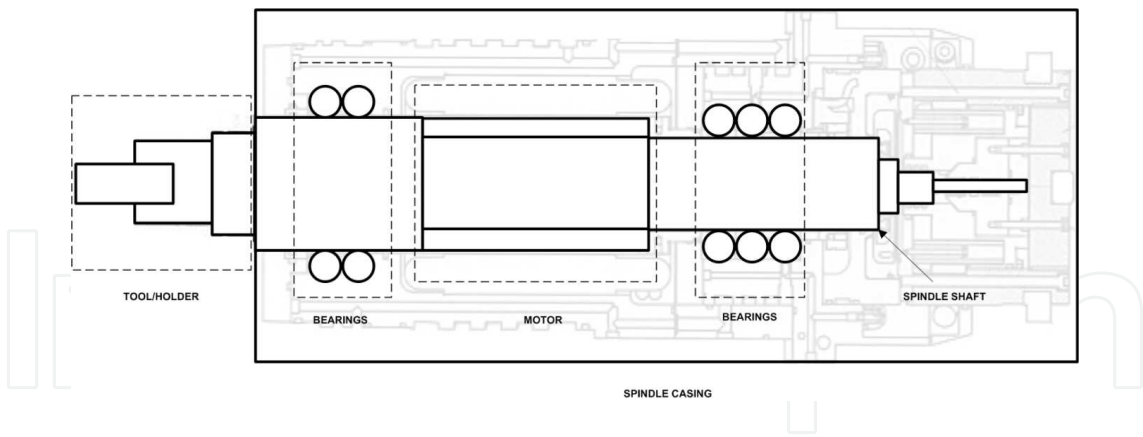 TOOL/HOLDER
BEARINGS
MOTOR
BEARINGS
SPINDLE SHAFT
SPINDLE CASING